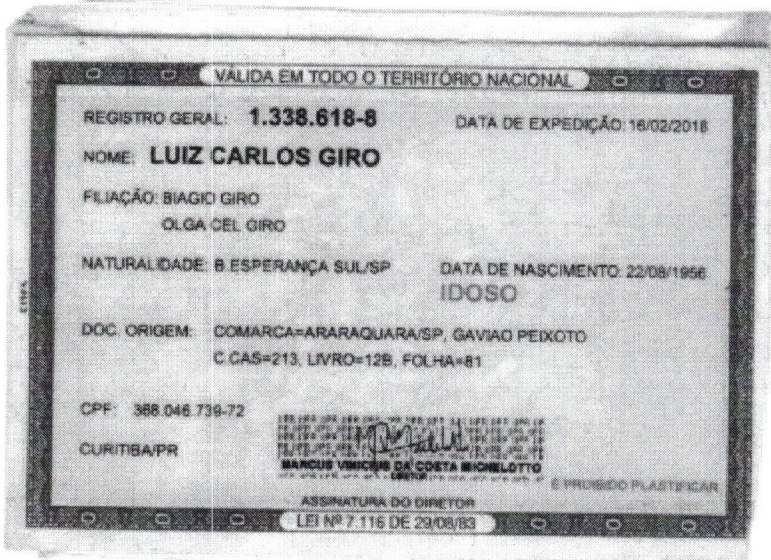 VÁLIDA EM TODO O TERRITÓRIO NACIONAL
REGISTRO GERAL: 1.338.618-8 DATA DE EXPEDIÇÃO: 16/02/2018
NOME: LUIZ CARLOS GIRO
FILIAÇÃO: BIAGIO GIRO
OLGA CEL GIRO
NATURALIDADE: B.ESPERANÇA SUL/SP DATA DE NASCIMENTO: 22/08/1956
IDOSO
DOC. ORIGEM: COMARCA=ARARAQUARA/SP, GAVIAO PEIXOTO
C.CAS=213, LIVRO=12B, FOLHA=81
CPF: 368.046.739-72
CURITIBA/PR
MARCUS VINICIUS DA COSTA MICHELOTTO
DIRETOR
É PROIBIDO PLASTIFICAR
ASSINATURA DO DIRETOR
LEI Nº 7.116 DE 29/08/83